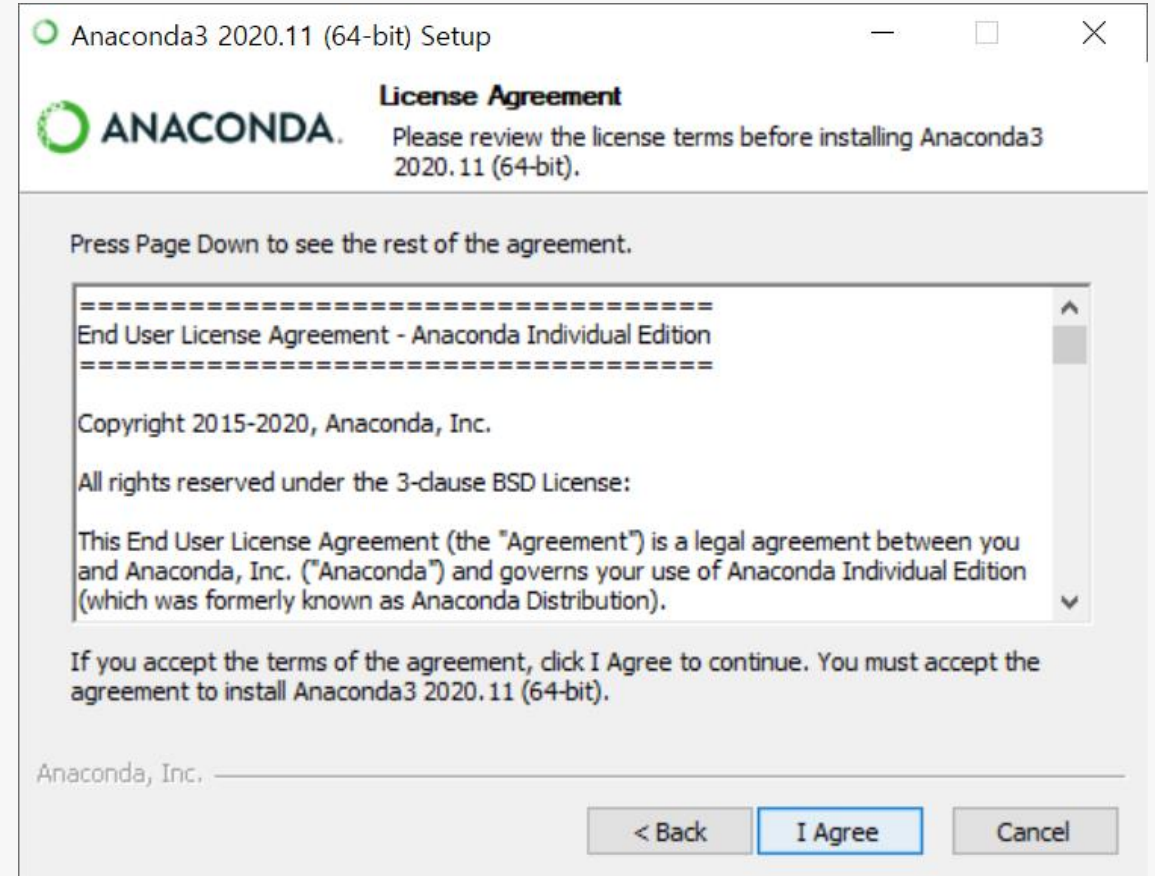 Anaconda3 2020.11 (64-bit) Setup
ANACONDA.
License Agreement
Please review the license terms before installing Anaconda3
2020.11 (64-bit).
Press Page Down to see the rest of the agreement.
===================================
End User License Agreement - Anaconda Individual Edition
===================================
Copyright 2015-2020, Anaconda, Inc.
All rights reserved under the 3-clause BSD License:
This End User License Agreement (the "Agreement") is a legal agreement between you
and Anaconda, Inc. ("Anaconda") and governs your use of Anaconda Individual Edition
(which was formerly known as Anaconda Distribution).
If you accept the terms of the agreement, click I Agree to continue. You must accept the
agreement to install Anaconda3 2020.11 (64-bit).
Anaconda, Inc.
< Back
I Agree
Cancel